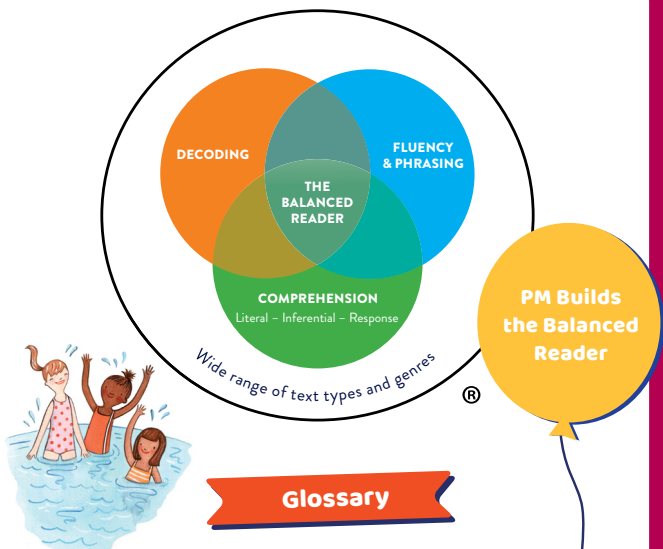 DECODING
FLUENCY
& PHRASING
THE
BALANCED
READER
COMPREHENSION
Literal – Inferential – Response
Wide range of text types and genres
®
PM Builds
the Balanced
Reader
Glossary